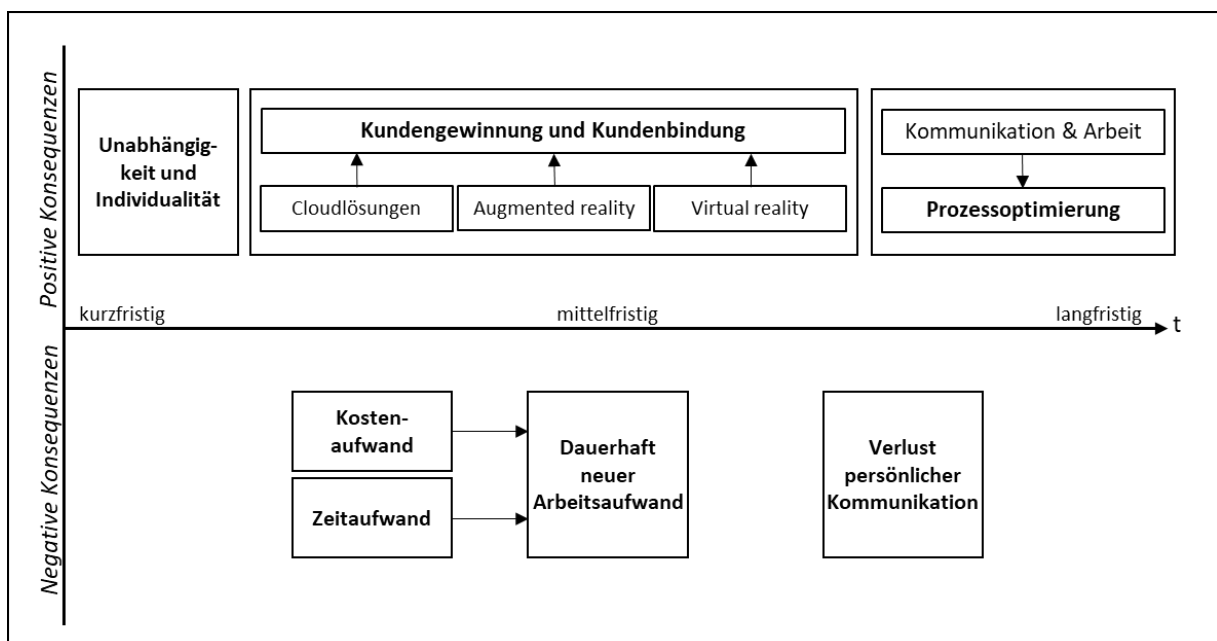 Positive Konsequenzen
Unabhängig-
keit und
Individualität
Kundengewinnung und Kundenbindung
Cloudlösungen
Augmented reality
Virtual reality
Kommunikation & Arbeit
Prozessoptimierung
kurzfristig
mittelfristig
langfristig
t
Negative Konsequenzen
Kosten-
aufwand
Zeitaufwand
Dauerhaft
neuer
Arbeitsaufwand
Verlust
persönlicher
Kommunikation